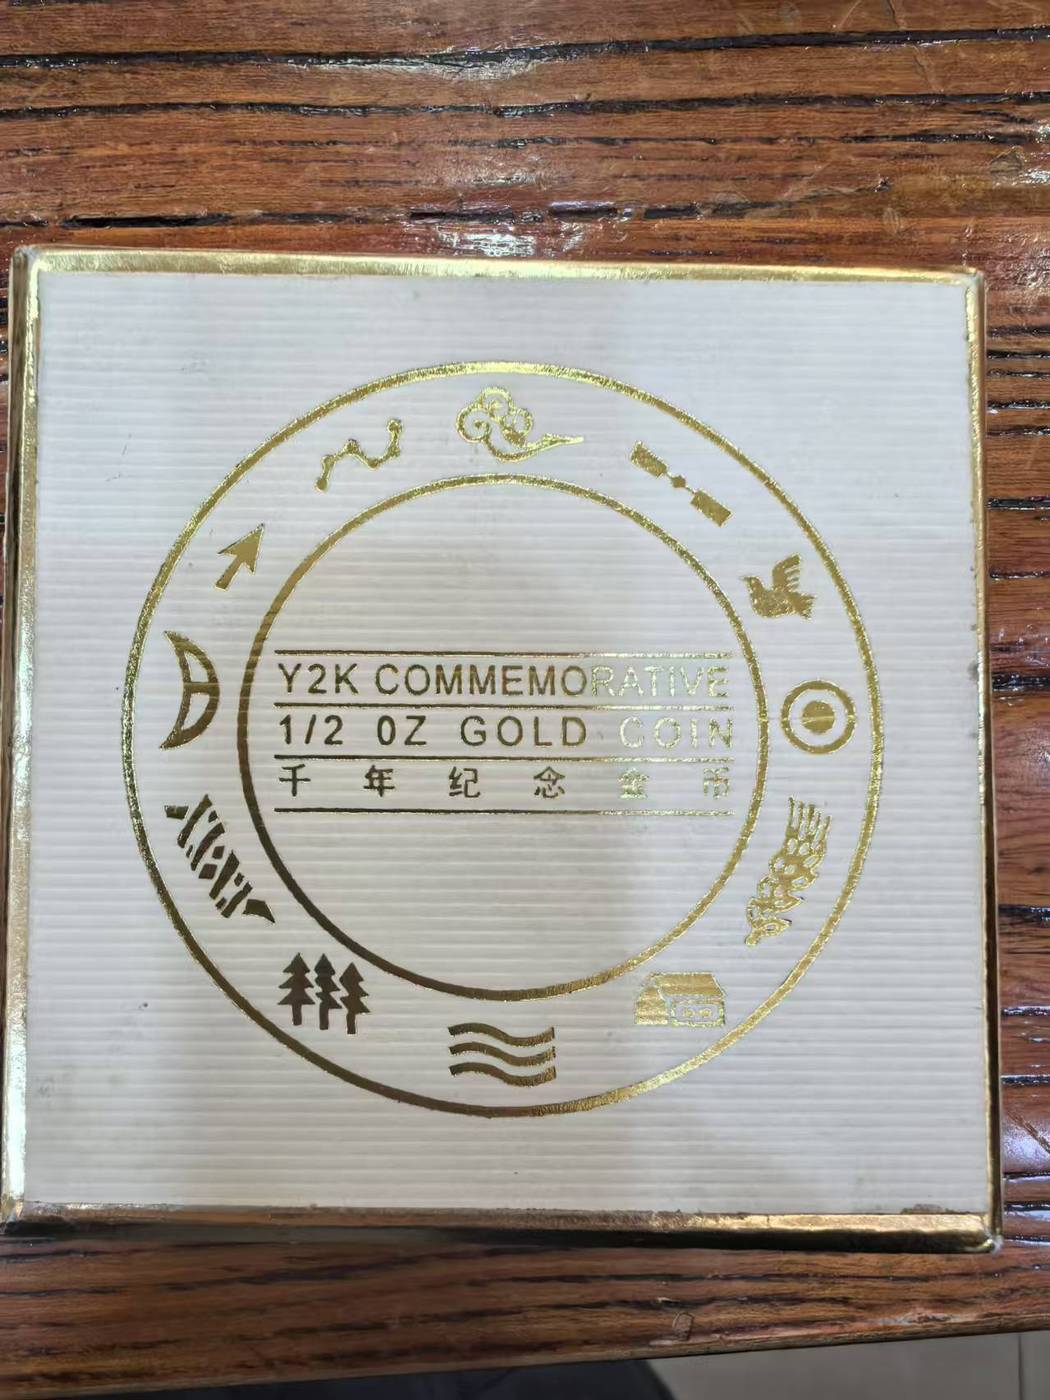 Y2K COMMEMORATIVE
1/2 OZ GOLD COIN
千年纪念金币